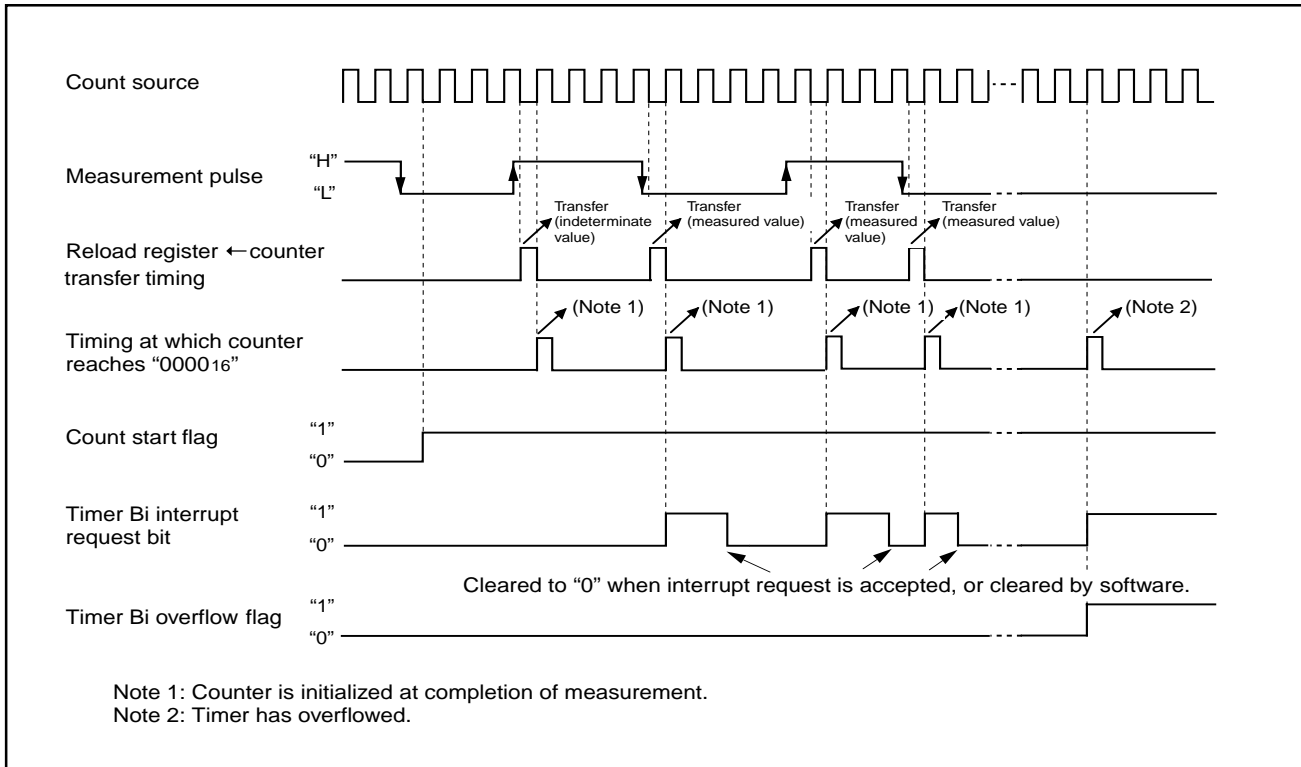 Count source
Measurement pulse
“H”
“L”
Transfer
(indeterminate
value)
Transfer
(measured value)
Transfer
(measured
value)
Transfer
(measured value)
Reload register ←counter
transfer timing
(Note 1)
(Note 1)
(Note 1)
(Note 1)
(Note 2)
Timing at which counter
reaches “000016”
Count start flag
“1”
“0”
Timer Bi interrupt
request bit
“1”
“0”
Cleared to “0” when interrupt request is accepted, or cleared by software.
Timer Bi overflow flag
“1”
“0”
Note 1: Counter is initialized at completion of measurement.
Note 2: Timer has overflowed.